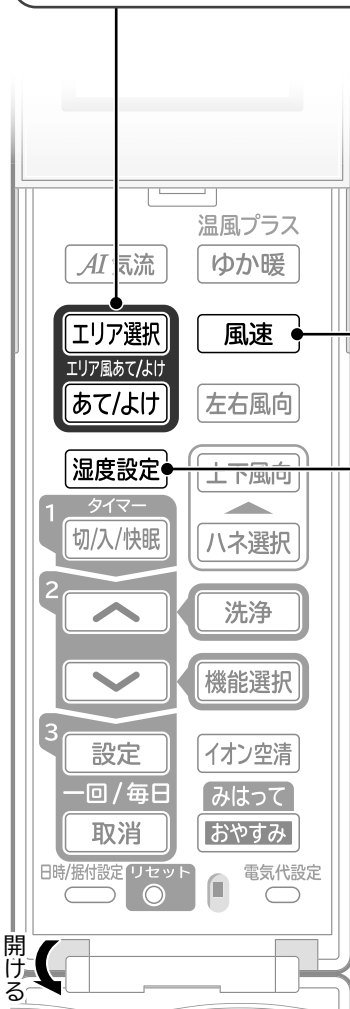 温風プラス
AI気流
ゆか暖
エリア選択
風速
エリア風あて/よけ
あて/よけ
左右風向
湿度設定
上下風向
1
タイマー
切/入/快眠
ハネ選択
2
洗浄
機能選択
3
設定
イオン空清
一回/毎日
みはって
取消
おやすみ
日時/据付設定
リセット
電気代設定
開ける